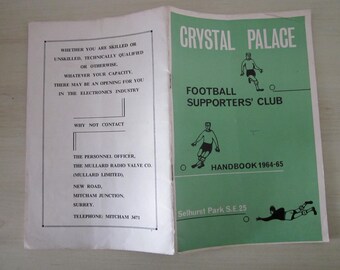 WHETHER YOU ARE SKILLED OR
UNSKILLED, TECHNICALLY QUALIFIED
OR OTHERWISE,
WHATEVER YOUR CAPACITY,
THERE MAY BE AN OPENING FOR YOU
IN THE ELECTRONICS INDUSTRY
WHY NOT CONTACT
THE PERSONNEL OFFICER,
THE MULLARD RADIO VALVE CO.
(MULLARD LIMITED),
NEW ROAD,
MITCHAM JUNCTION,
SURREY.
TELEPHONE: MITCHAM 3471
CRYSTAL PALACE
FOOTBALL
SUPPORTERS' CLUB
HANDBOOK 1964-65
Selhurst Park S.E.25